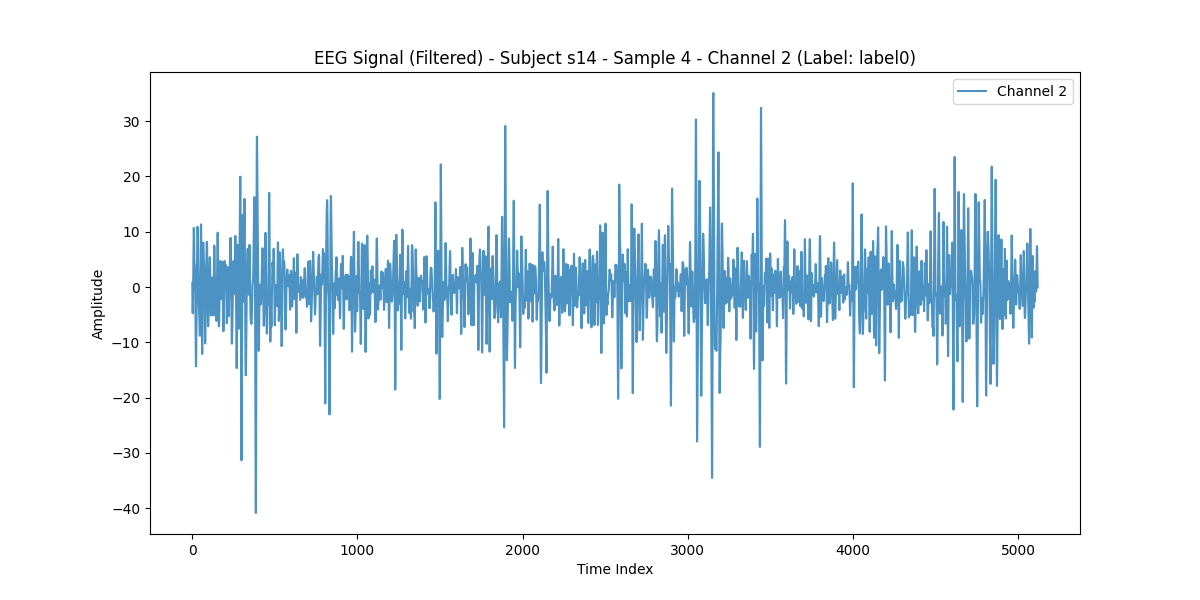 EEG Signal (Filtered) - Subject s14 - Sample 4 - Channel 2 (Label: label0)
Channel 2
30
20
10
0
−10
−20
−30
−40
Amplitude
0 1000 2000 3000 4000 5000
Time Index